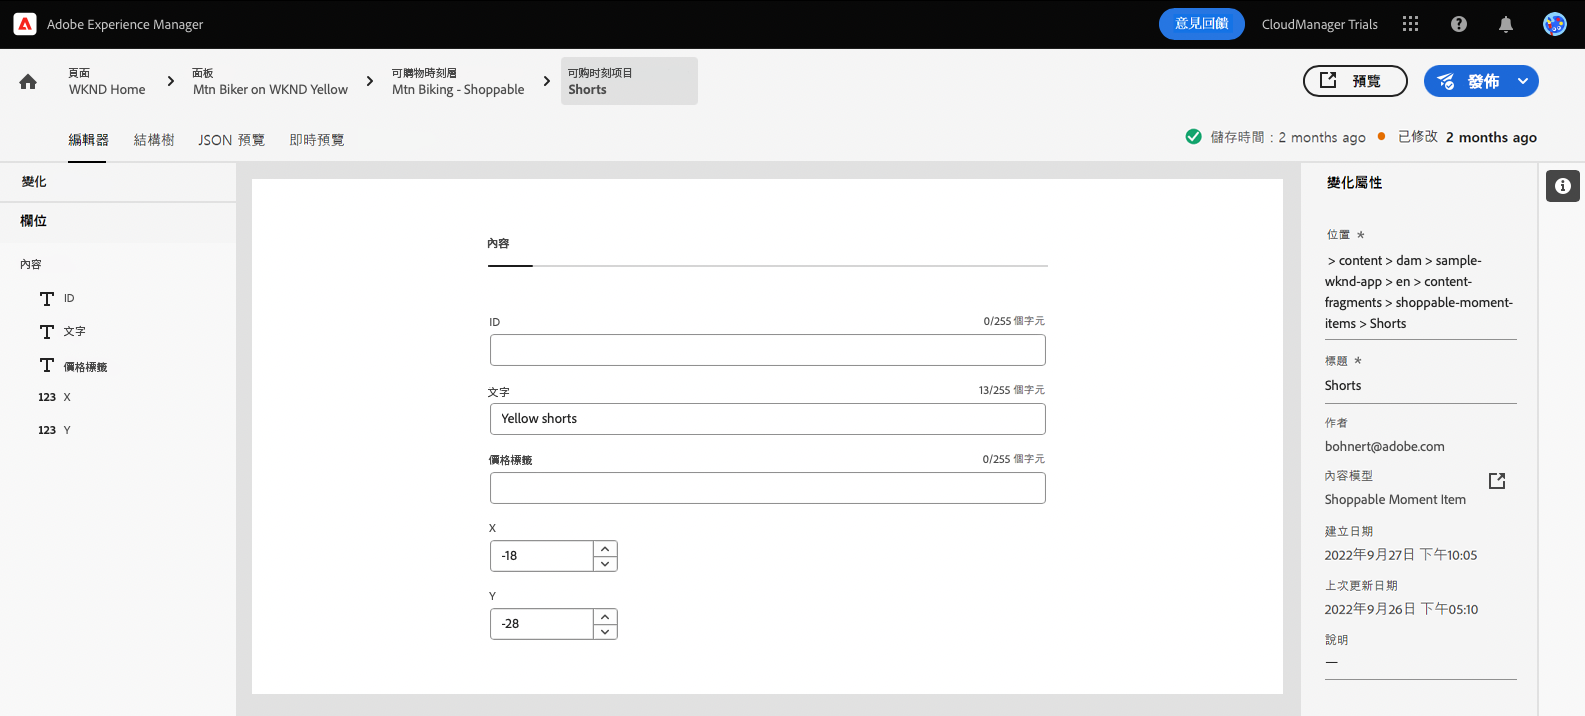 Adobe Experience Manager
意見回饋
CloudManager Trials
頁面
WKND Home
面板
Mtn Biker on WKND Yellow
可購物時刻層
Mtn Biking - Shoppable
可购时刻项目
Shorts
預覽
發佈
編輯器
結構樹
JSON 預覽
即時預覽
儲存時間：2 months ago
已修改 2 months ago
變化
欄位
內容
ID
文字
價格標籤
123 X
123 Y
內容
ID
0/255 個字元
文字
13/255 個字元
Yellow shorts
價格標籤
0/255 個字元
X
-18
Y
-28
變化屬性
位置 *
> content > dam > sample-
wknd-app > en > content-
fragments > shoppable-moment-
items > Shorts
標題 *
Shorts
作者
bohnert@adobe.com
內容模型
Shoppable Moment Item
建立日期
2022年9月27日 下午10:05
上次更新日期
2022年9月26日 下午05:10
說明
—